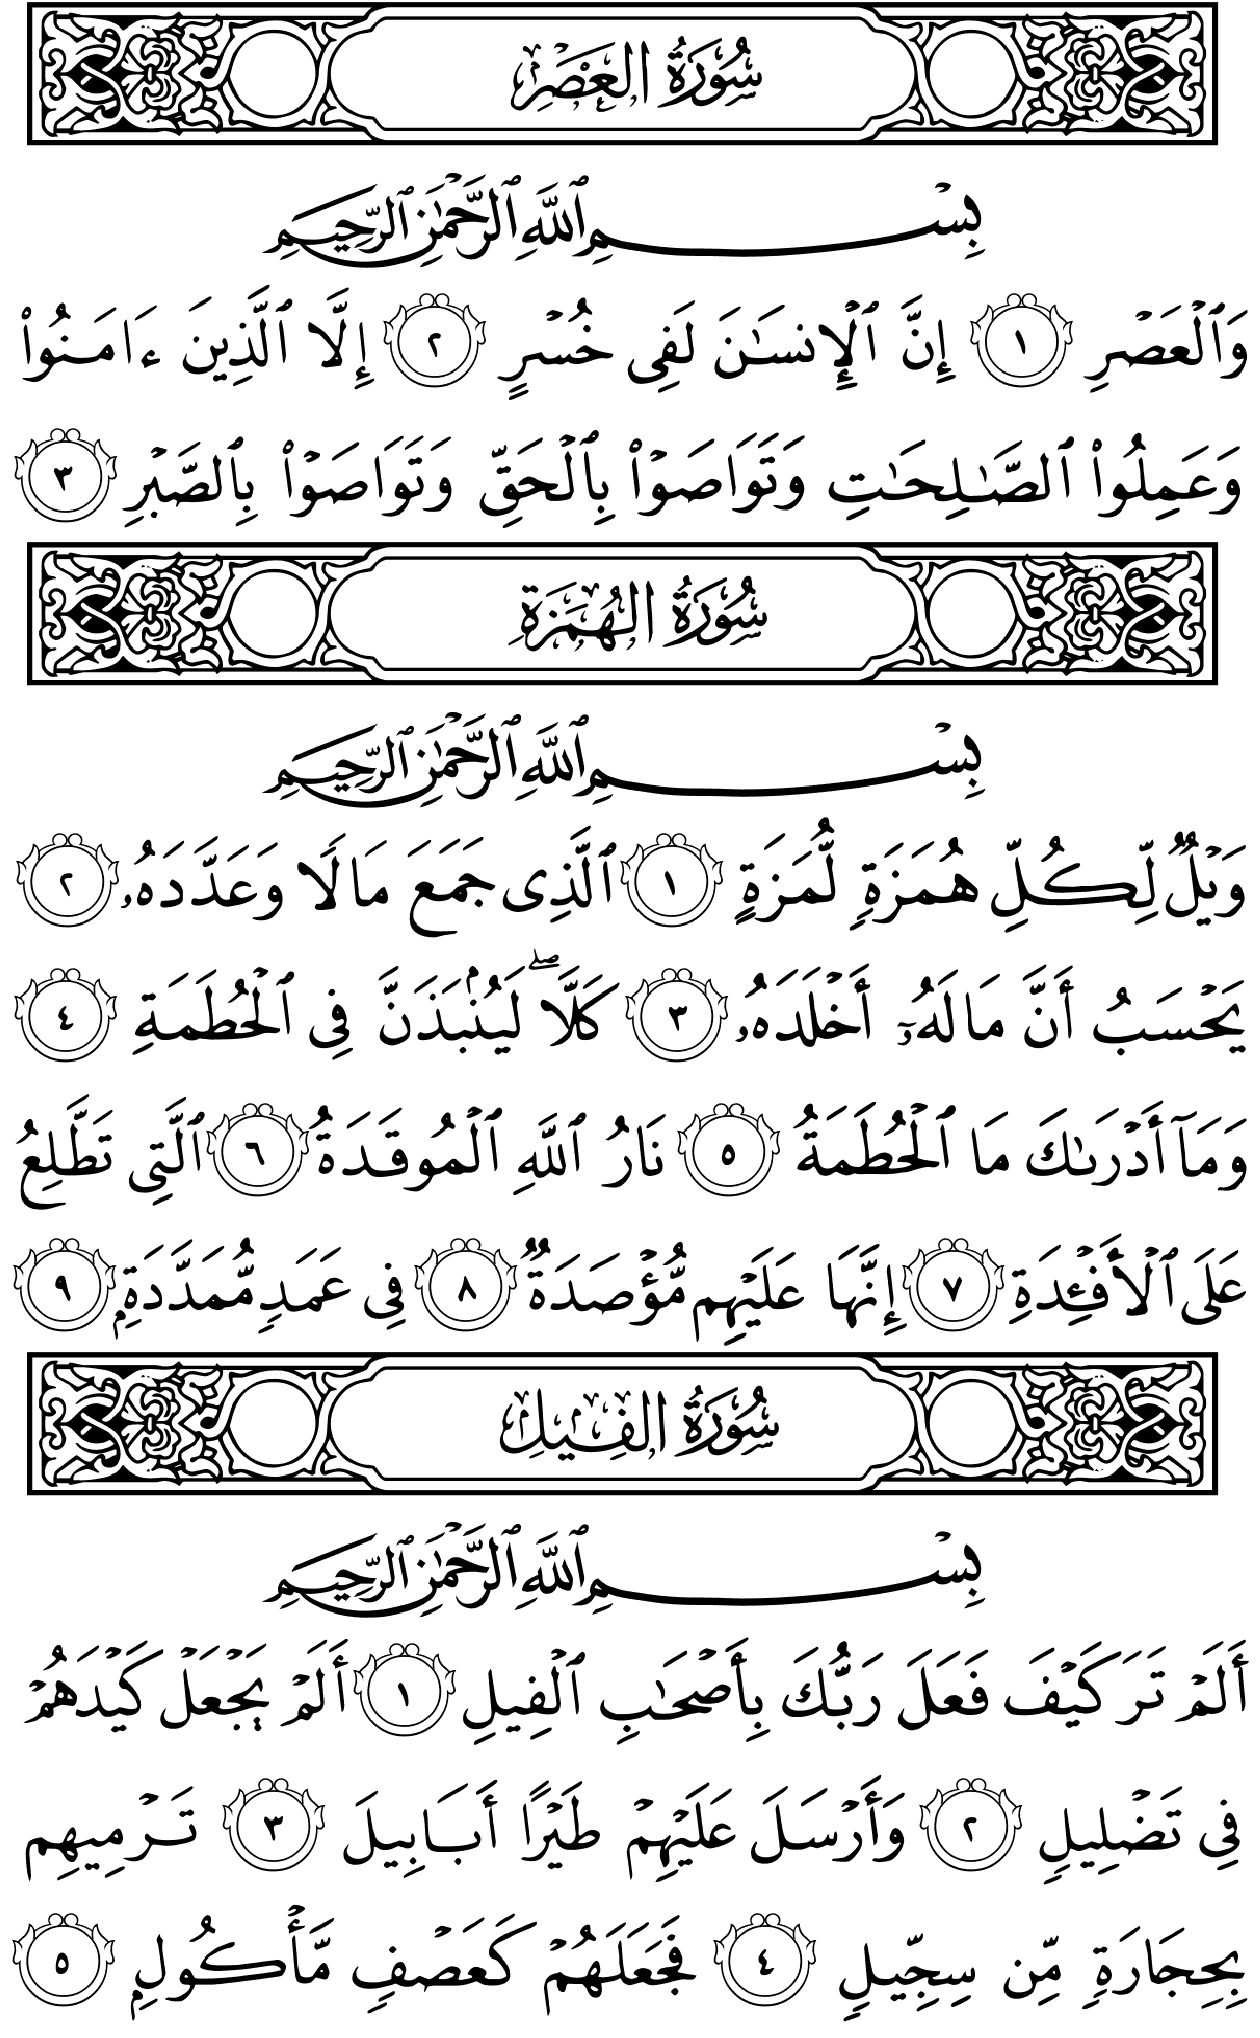 سُورَةُ العَصْرِ
بِسْمِ ٱللَّهِ ٱلرَّحْمَٰنِ ٱلرَّحِيمِ
وَٱلْعَصْرِ ١ إِنَّ ٱلْإِنسَٰنَ لَفِى خُسْرٍ ٢ إِلَّا ٱلَّذِينَ ءَامَنُوا۟
وَعَمِلُوا۟ ٱلصَّٰلِحَٰتِ وَتَوَاصَوْا۟ بِٱلْحَقِّ وَتَوَاصَوْا۟ بِٱلصَّبْرِ ٣
سُورَةُ الهُمَزَةِ
بِسْمِ ٱللَّهِ ٱلرَّحْمَٰنِ ٱلرَّحِيمِ
وَيْلٌ لِّكُلِّ هُمَزَةٍ لُّمَزَةٍ ١ ٱلَّذِى جَمَعَ مَالًا وَعَدَّدَهُۥ ٢
يَحْسَبُ أَنَّ مَالَهُۥٓ أَخْلَدَهُۥ ٣ كَلَّا ۖ لَيُنۢبَذَنَّ فِى ٱلْحُطَمَةِ ٤
وَمَآ أَدْرَىٰكَ مَا ٱلْحُطَمَةُ ٥ نَارُ ٱللَّهِ ٱلْمُوقَدَةُ ٦ ٱلَّتِى تَطَّلِعُ
عَلَى ٱلْأَفْـِٔدَةِ ٧ إِنَّهَا عَلَيْهِم مُّؤْصَدَةٌ ٨ فِى عَمَدٍ مُّمَدَّدَةٍۭ ٩
سُورَةُ الفِيلِ
بِسْمِ ٱللَّهِ ٱلرَّحْمَٰنِ ٱلرَّحِيمِ
أَلَمْ تَرَ كَيْفَ فَعَلَ رَبُّكَ بِأَصْحَٰبِ ٱلْفِيلِ ١ أَلَمْ يَجْعَلْ كَيْدَهُمْ
فِى تَضْلِيلٍ ٢ وَأَرْسَلَ عَلَيْهِمْ طَيْرًا أَبَابِيلَ ٣ تَرْمِيهِم
بِحِجَارَةٍ مِّن سِجِّيلٍ ٤ فَجَعَلَهُمْ كَعَصْفٍ مَّأْكُولٍۭ ٥